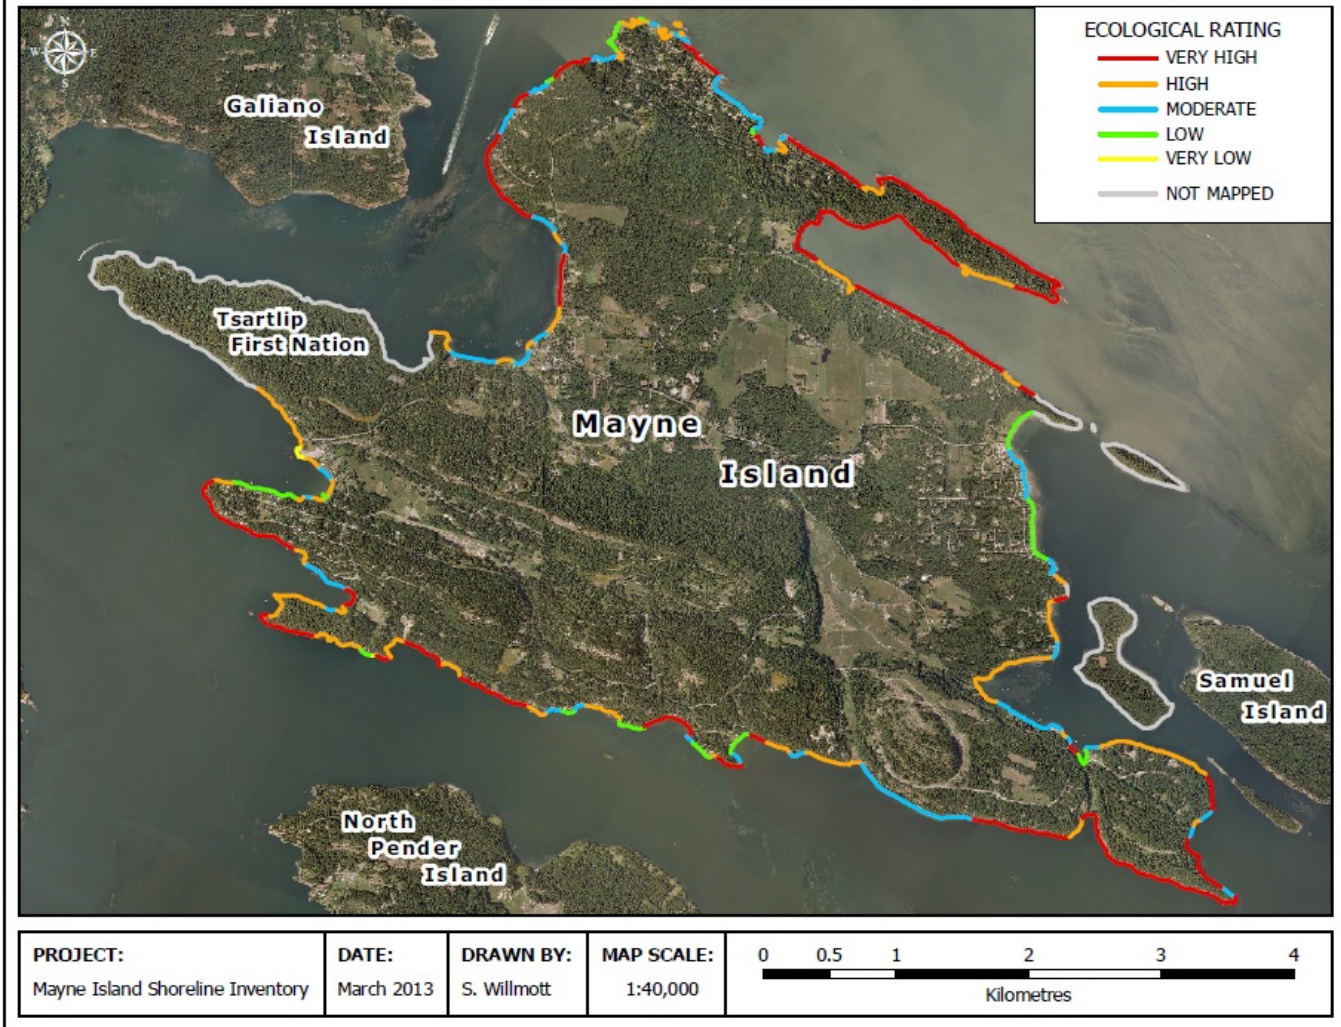 N
W E
S
Galiano
Island
Tsartlip
First Nation
Mayne
Island
Samuel
Island
North
Pender
Island
ECOLOGICAL RATING
VERY HIGH
HIGH
MODERATE
LOW
VERY LOW
NOT MAPPED
PROJECT:
Mayne Island Shoreline Inventory
DATE:
March 2013
DRAWN BY:
S. Willmott
MAP SCALE:
1:40,000
0 0.5 1 2 3 4
Kilometres